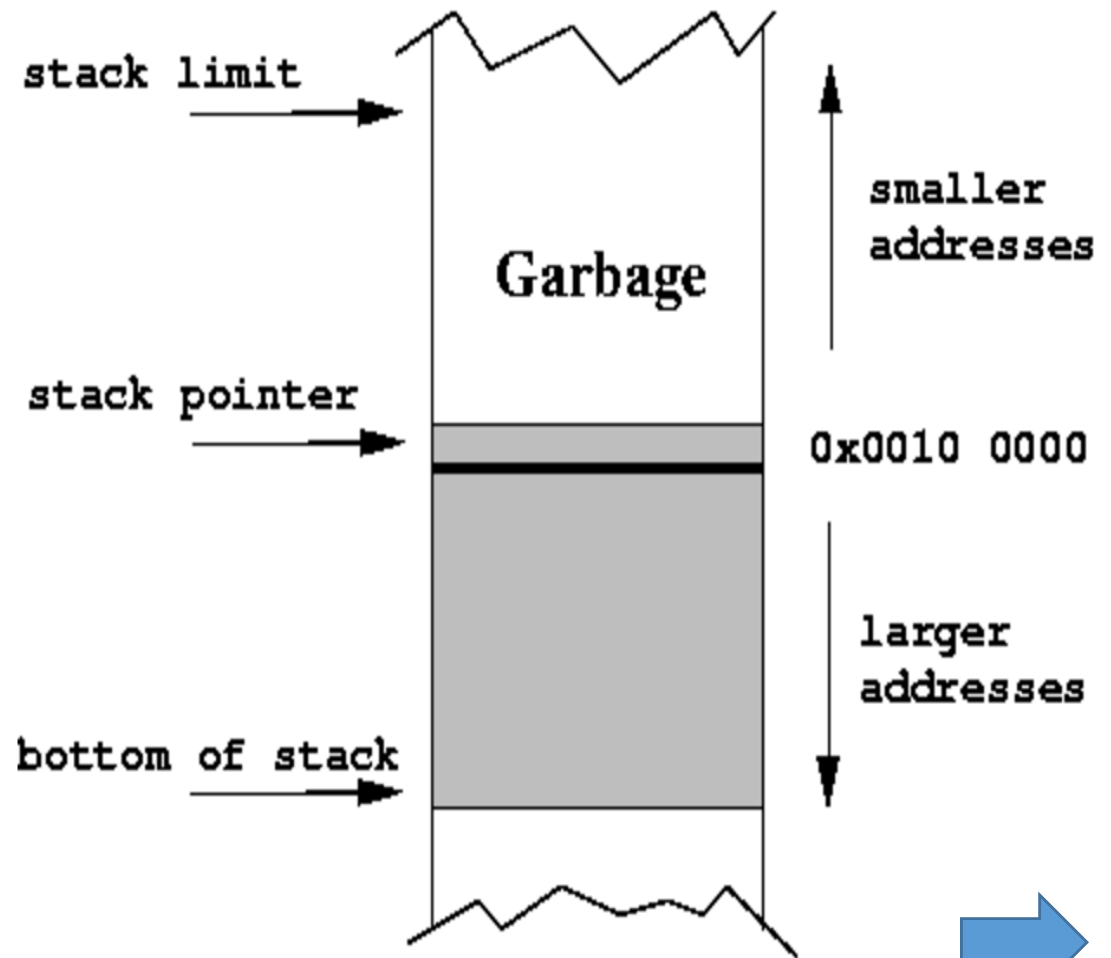 stack limit
smaller
addresses
Garbage
stack pointer
0x0010 0000
larger
addresses
bottom of stack